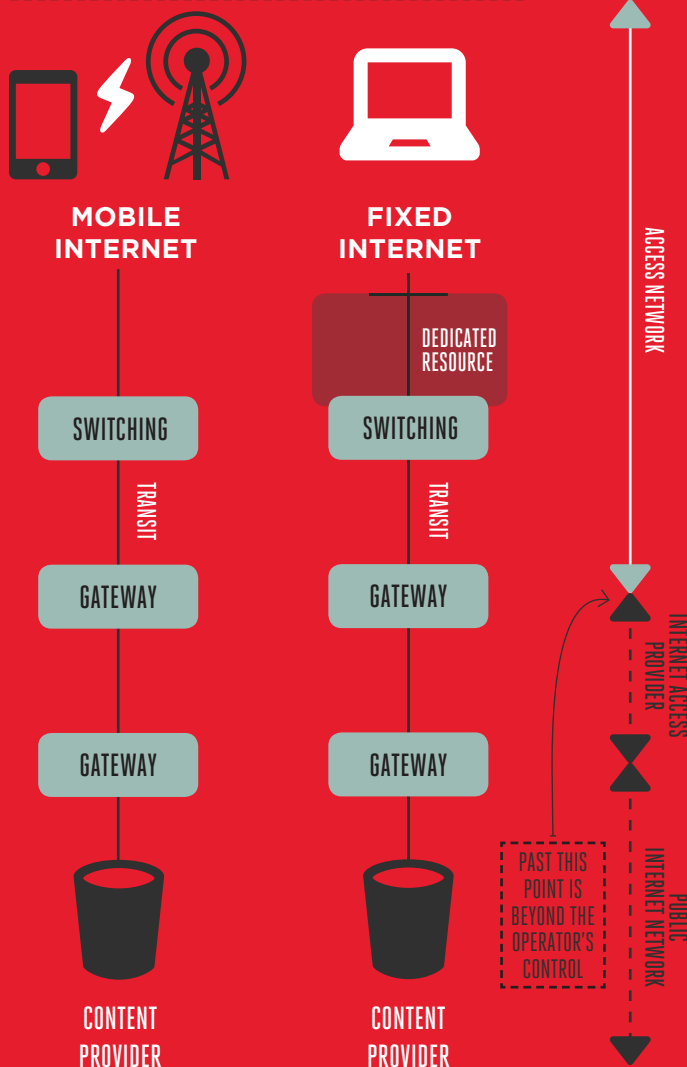 MOBILE
INTERNET
FIXED
INTERNET
DEDICATED
RESOURCE
ACCESS NETWORK
SWITCHING
SWITCHING
TRANSIT
TRANSIT
GATEWAY
GATEWAY
INTERNET ACCESS
PROVIDER
GATEWAY
GATEWAY
PAST THIS
POINT IS
BEYOND THE
OPERATOR'S
CONTROL
PUBLIC
INTERNET NETWORK
CONTENT
PROVIDER
CONTENT
PROVIDER